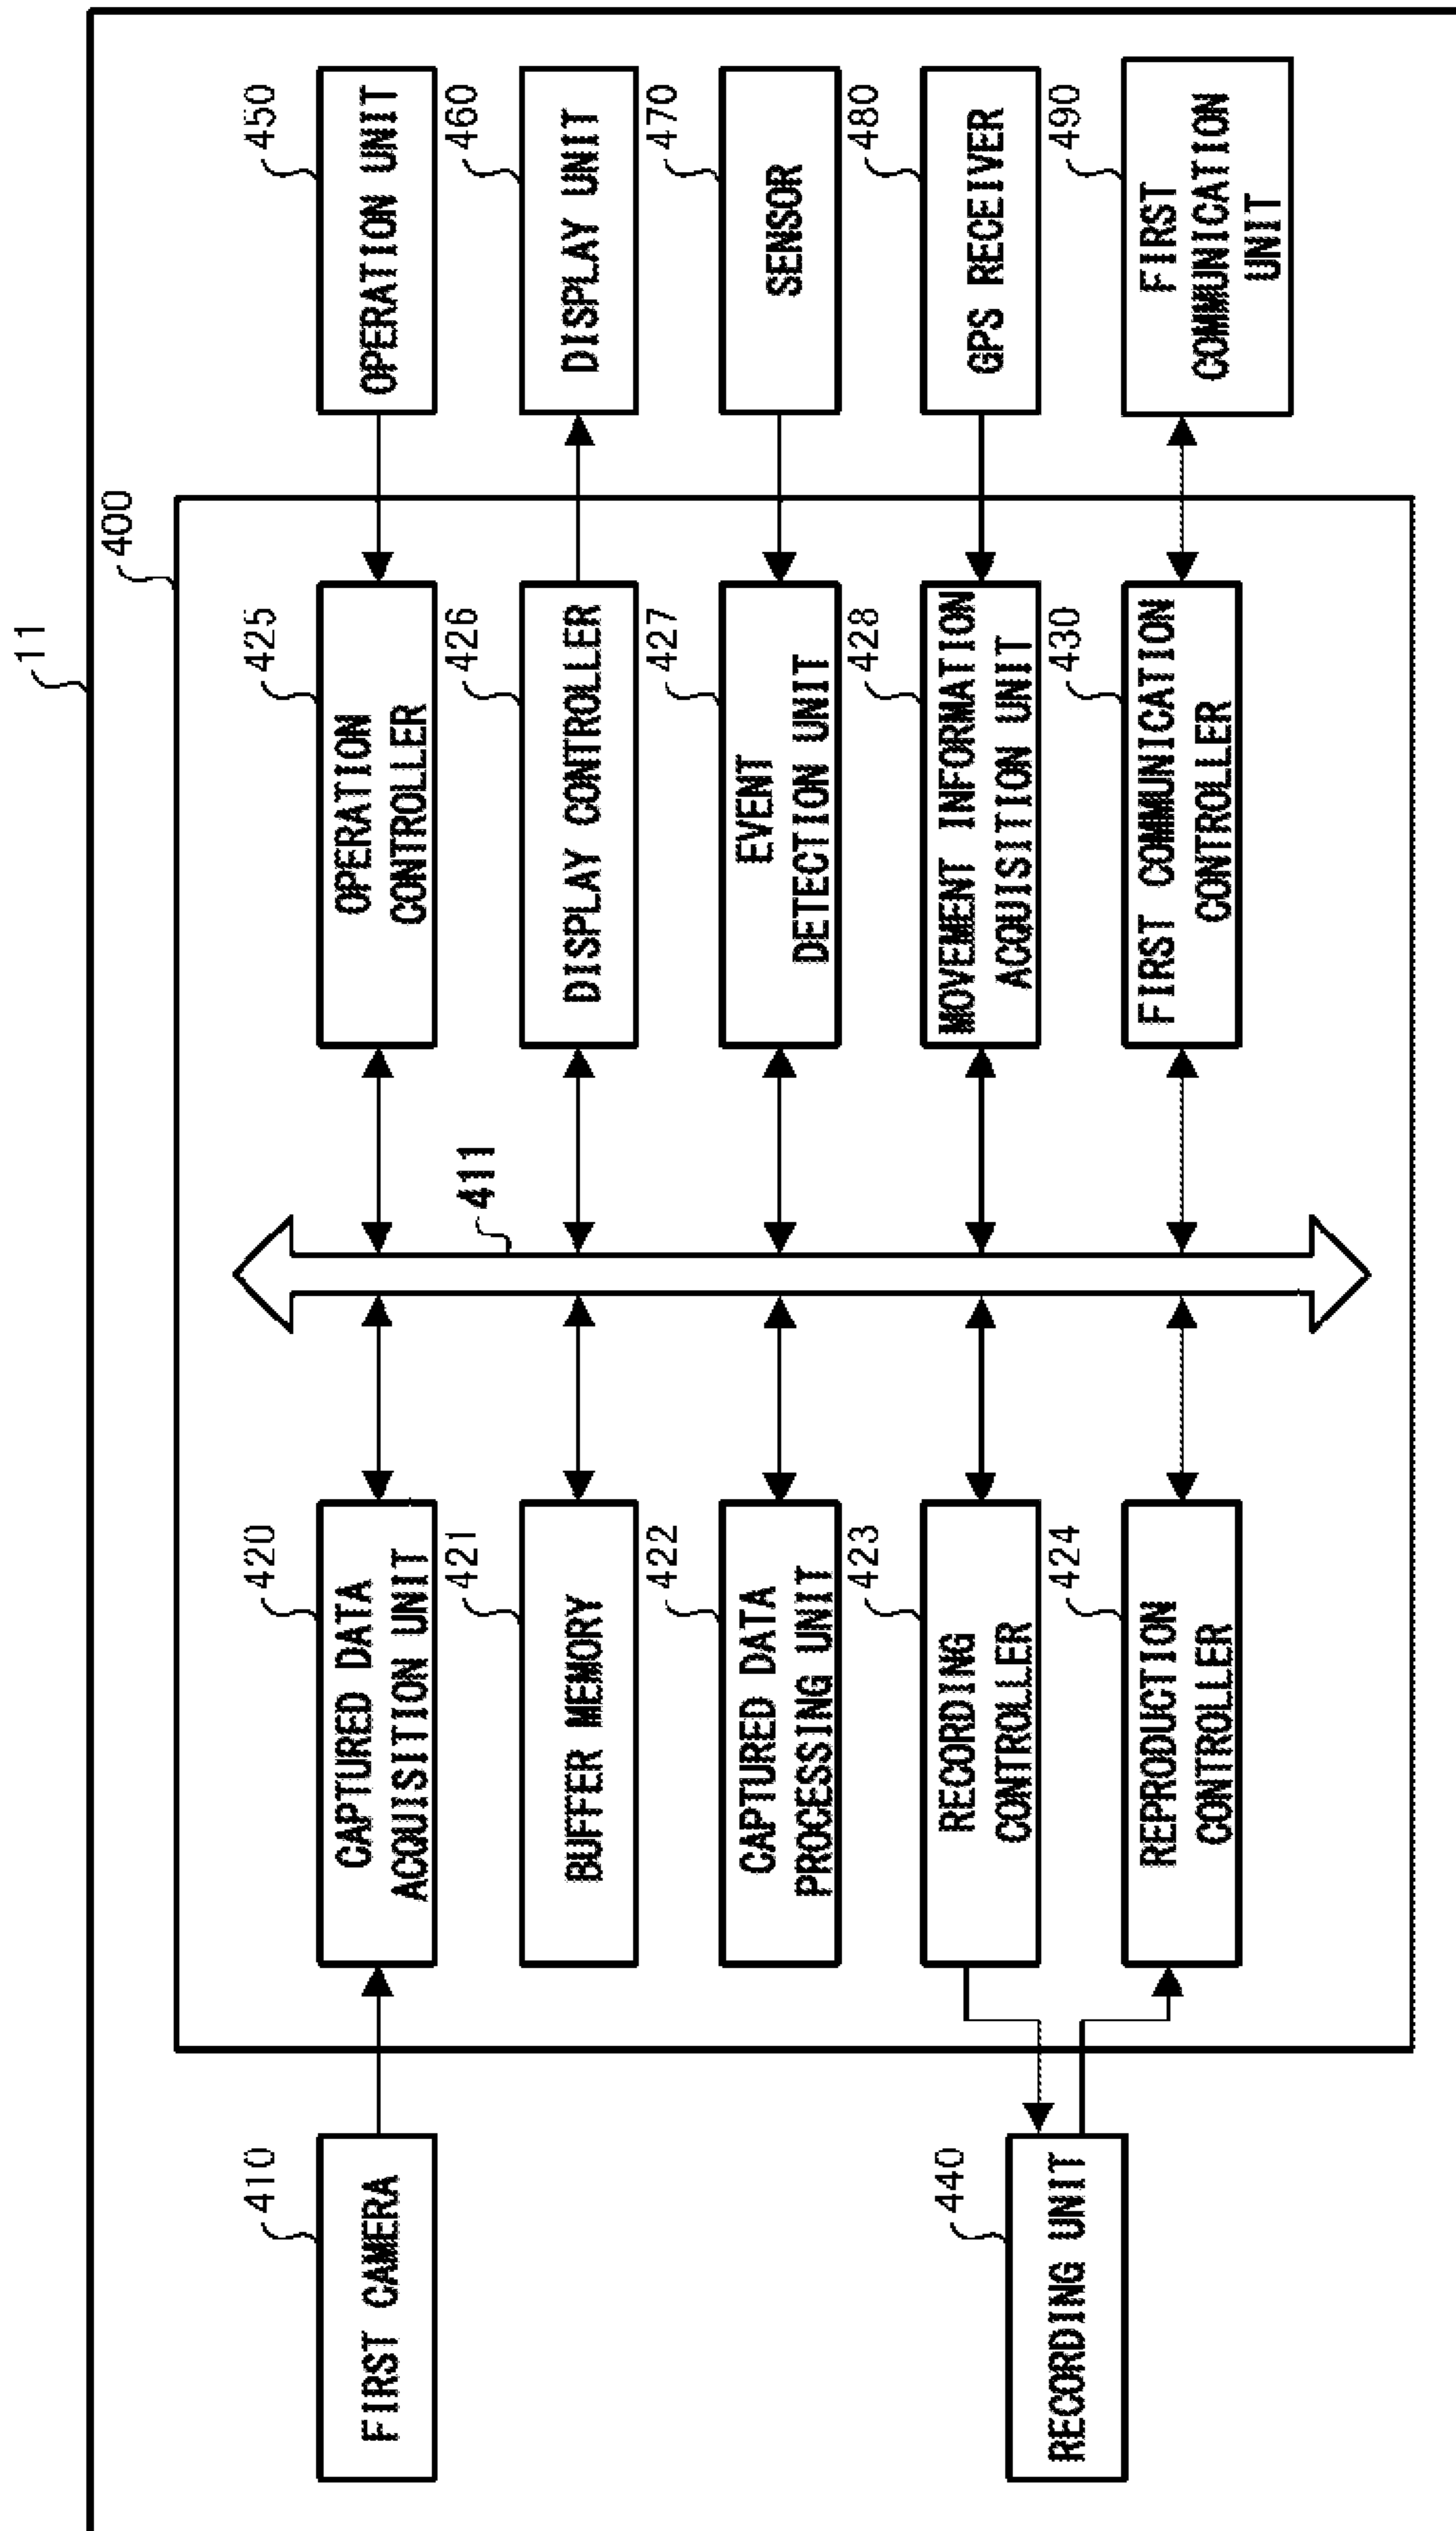 11
400
410
FIRST CAMERA
420
CAPTURED DATA
ACQUISITION UNIT
425
OPERATION
CONTROLLER
450
OPERATION UNIT
421
BUFFER MEMORY
411
426
DISPLAY CONTROLLER
460
DISPLAY UNIT
422
CAPTURED DATA
PROCESSING UNIT
427
EVENT
DETECTION UNIT
470
SENSOR
423
RECORDING
CONTROLLER
428
MOVEMENT INFORMATION
ACQUISITION UNIT
480
GPS RECEIVER
440
RECORDING UNIT
424
REPRODUCTION
CONTROLLER
430
FIRST COMMUNICATION
CONTROLLER
490
FIRST
COMMUNICATION
UNIT